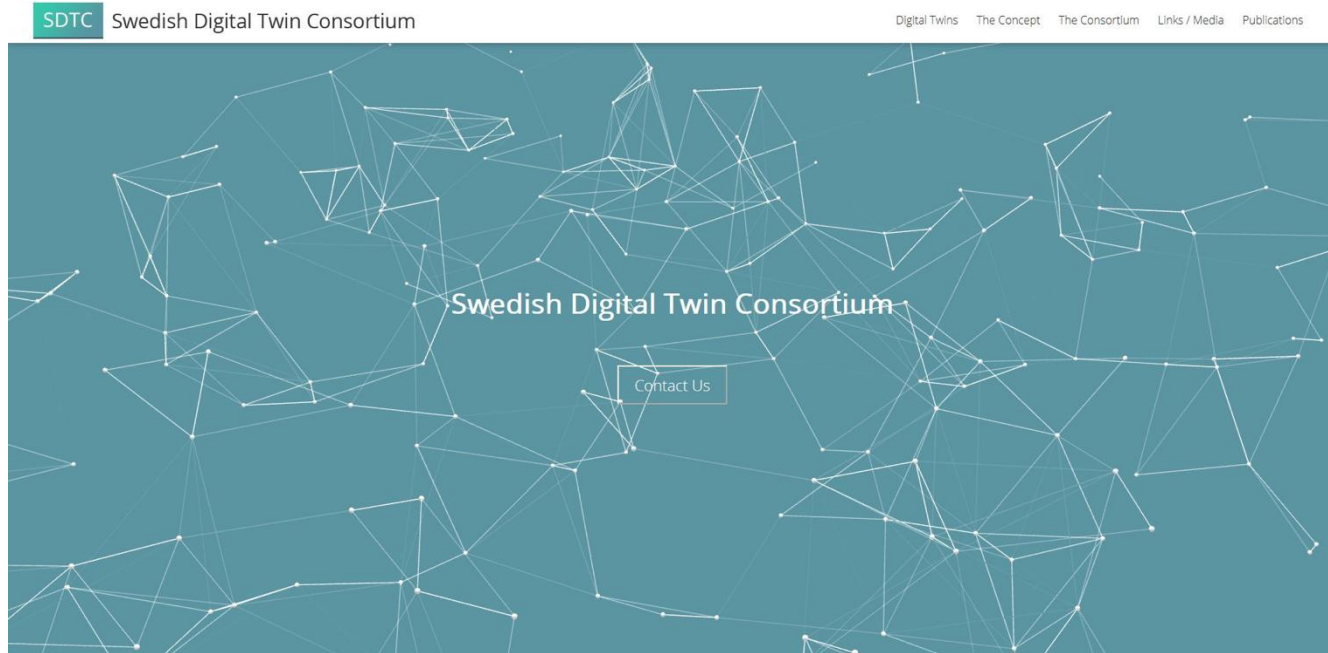 SDTC Swedish Digital Twin Consortium Digital Twins The Concept The Consortium Links / Media Publications
Swedish Digital Twin Consortium
Contact Us